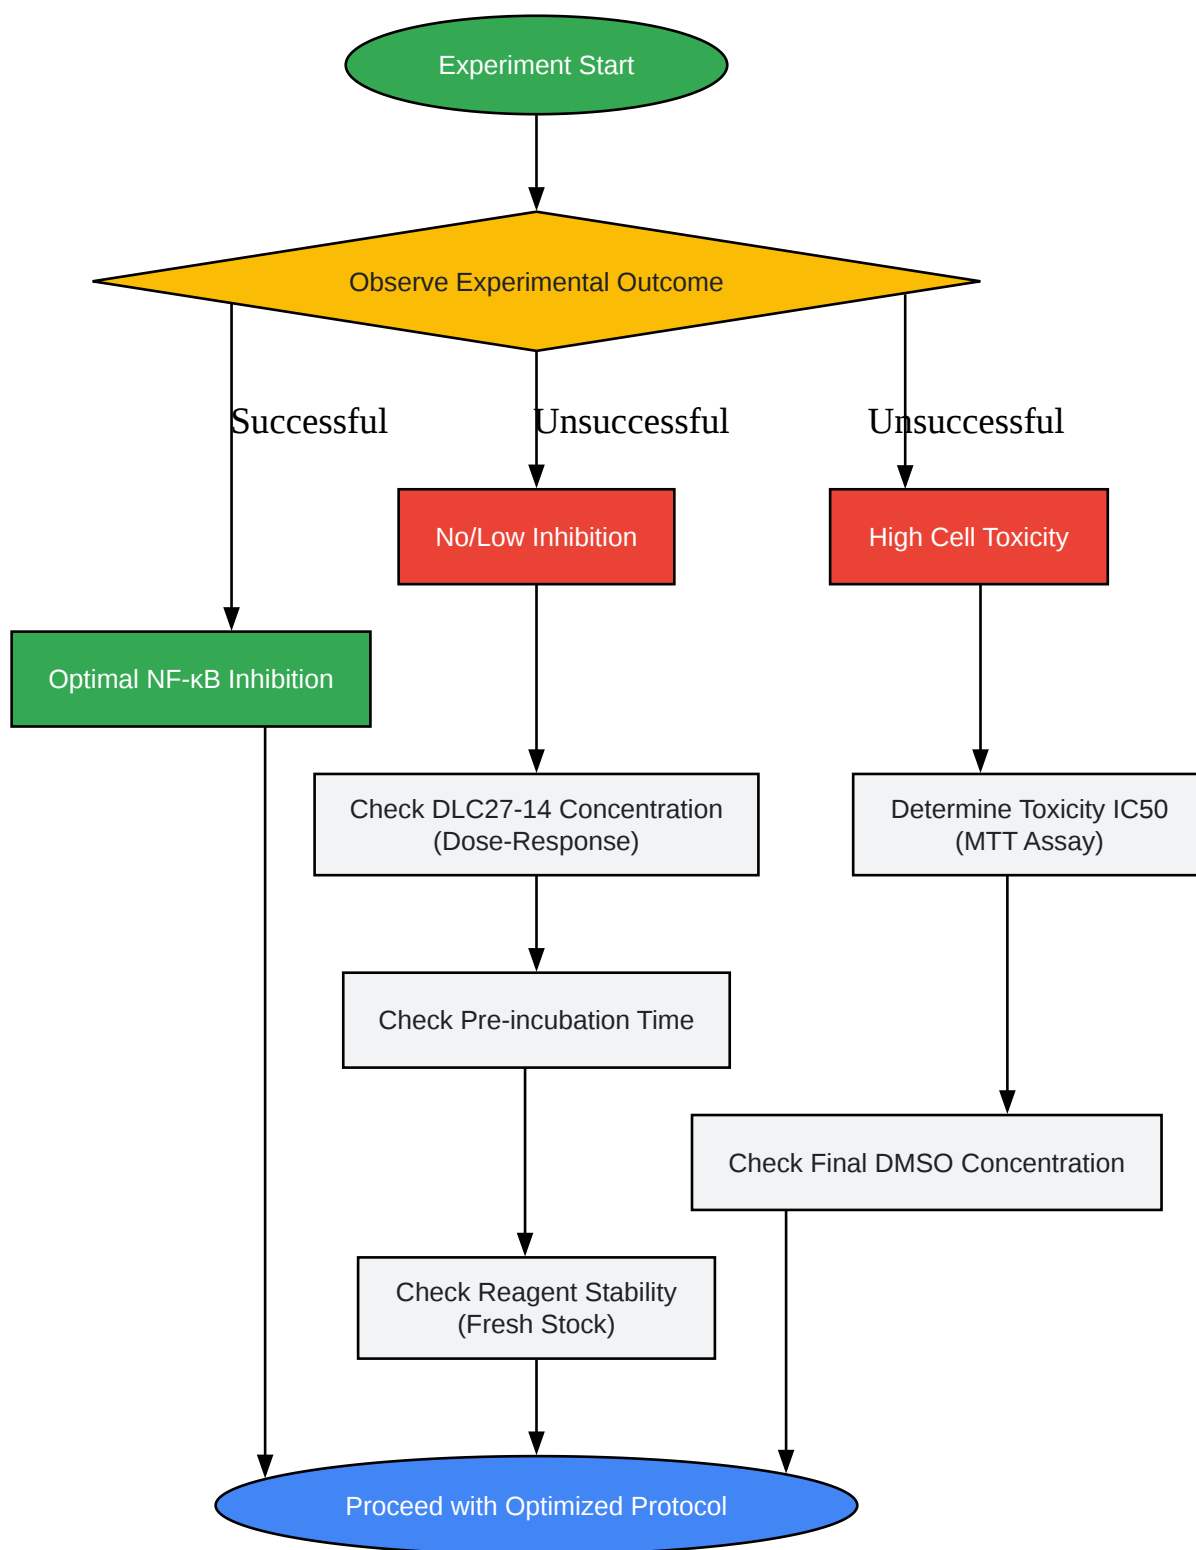 Experiment Start
Observe Experimental Outcome
Successful
Unsuccessful
Unsuccessful
No/Low Inhibition
High Cell Toxicity
Optimal NF-κB Inhibition
Check DLC27-14 Concentration
(Dose-Response)
Determine Toxicity IC50
(MTT Assay)
Check Pre-incubation Time
Check Final DMSO Concentration
Check Reagent Stability
(Fresh Stock)
Proceed with Optimized Protocol